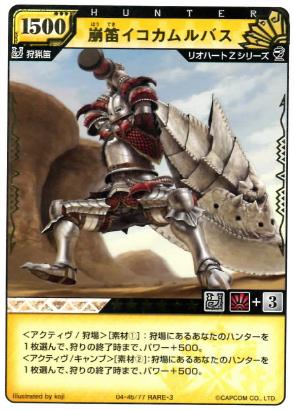 HUNTER
1500
ほう てき
崩笛イコカムルバス
狩猟笛
リオハートZシリーズ
+3
<アクティヴ/狩場>[素材①]:狩場にあるあなたのハンターを
1枚選んで、狩りの終了時まで、パワー+500。
<アクティヴ/キャンプ>[素材②]:狩場にあるあなたのハンターを
1枚選んで、狩りの終了時まで、パワー+500。
Illustrated by koji
04-45/77 RARE-3
©CAPCOM CO., LTD.